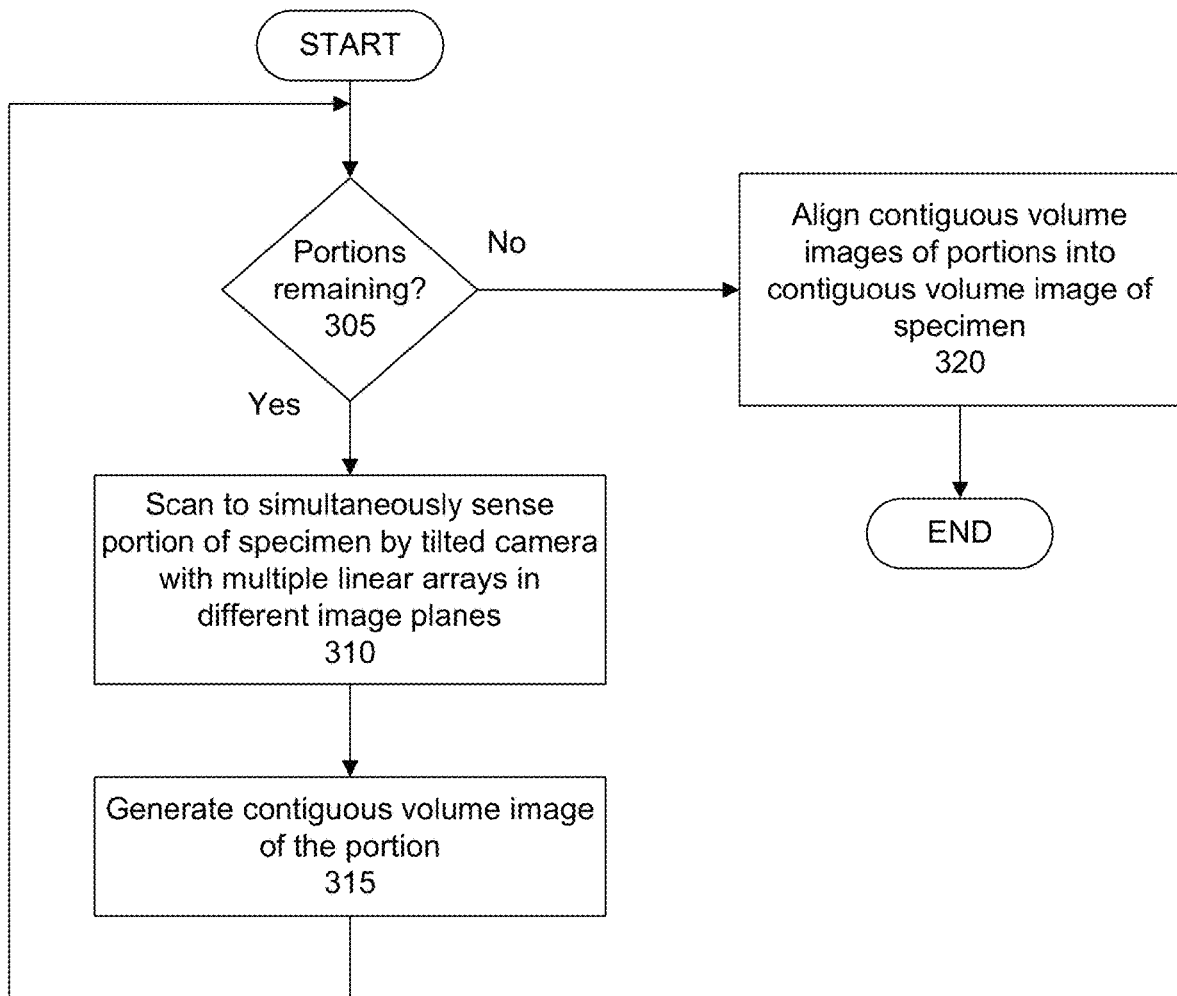 START
Portions
remaining?
305
No
Yes
Align contiguous volume
images of portions into
contiguous volume image of
specimen
320
END
Scan to simultaneously sense
portion of specimen by tilted camera
with multiple linear arrays in
different image planes
310
Generate contiguous volume image
of the portion
315